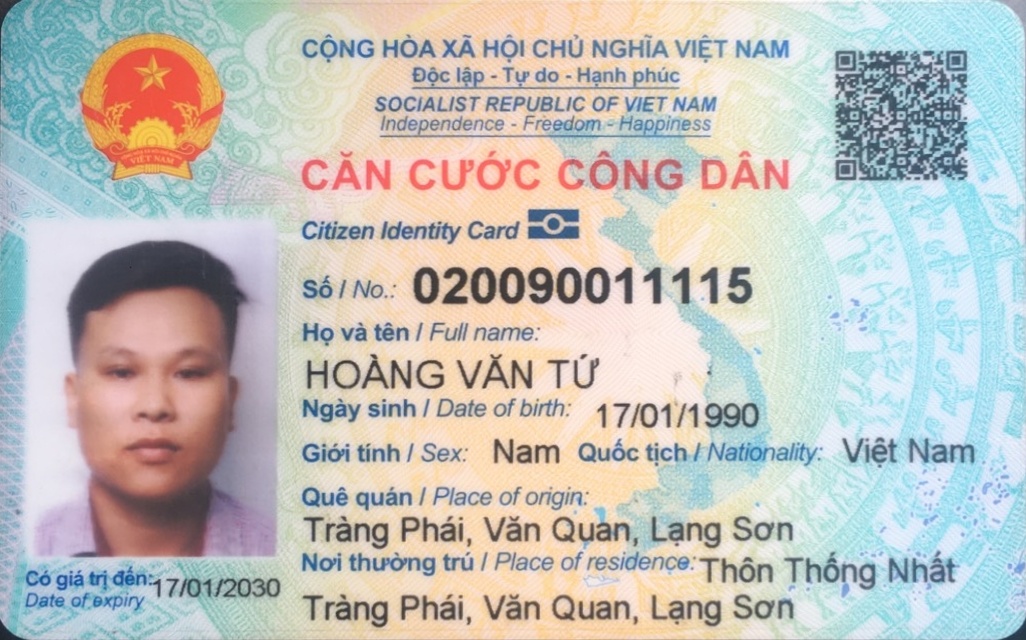 CỘNG HÒA XÃ HỘI CHỦ NGHĨA VIỆT NAM
Độc lập - Tự do - Hạnh phúc
SOCIALIST REPUBLIC OF VIET NAM
Independence - Freedom - Happiness
CĂN CƯỚC CÔNG DÂN
Citizen Identity Card
Số / No.: 020090011115
Họ và tên / Full name:
HOÀNG VĂN TỨ
Ngày sinh / Date of birth: 17/01/1990
Giới tính / Sex: Nam Quốc tịch / Nationality: Việt Nam
Quê quán / Place of origin:
Tràng Phái, Văn Quan, Lạng Sơn
Nơi thường trú / Place of residence: Thôn Thống Nhất
Tràng Phái, Văn Quan, Lạng Sơn
Có giá trị đến: 17/01/2030
Date of expiry
VIỆT NAM